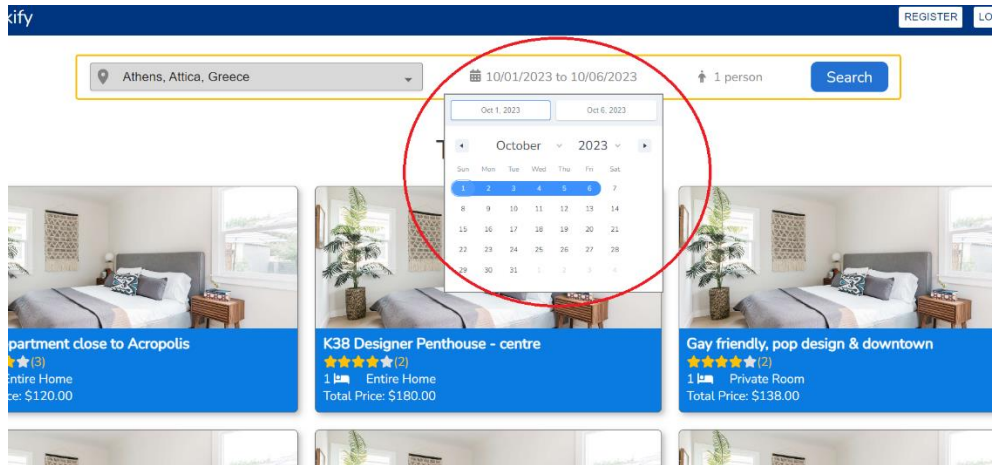 kify
REGISTER
LO
Athens, Attica, Greece
10/01/2023 to 10/06/2023
1 person
Search
Oct 1, 2023
Oct 6, 2023
T
October
2023
Sun Mon Tue Wed Thu Fri Sat
1 2 3 4 5 6 7
8 9 10 11 12 13 14
15 16 17 18 19 20 21
22 23 24 25 26 27 28
29 30 31 1 2 3 4
partment close to Acropolis
(3)
Entire Home
ce: $120.00
K38 Designer Penthouse - centre
(2)
1 Entire Home
Total Price: $180.00
Gay friendly, pop design & downtown
(2)
1 Private Room
Total Price: $138.00